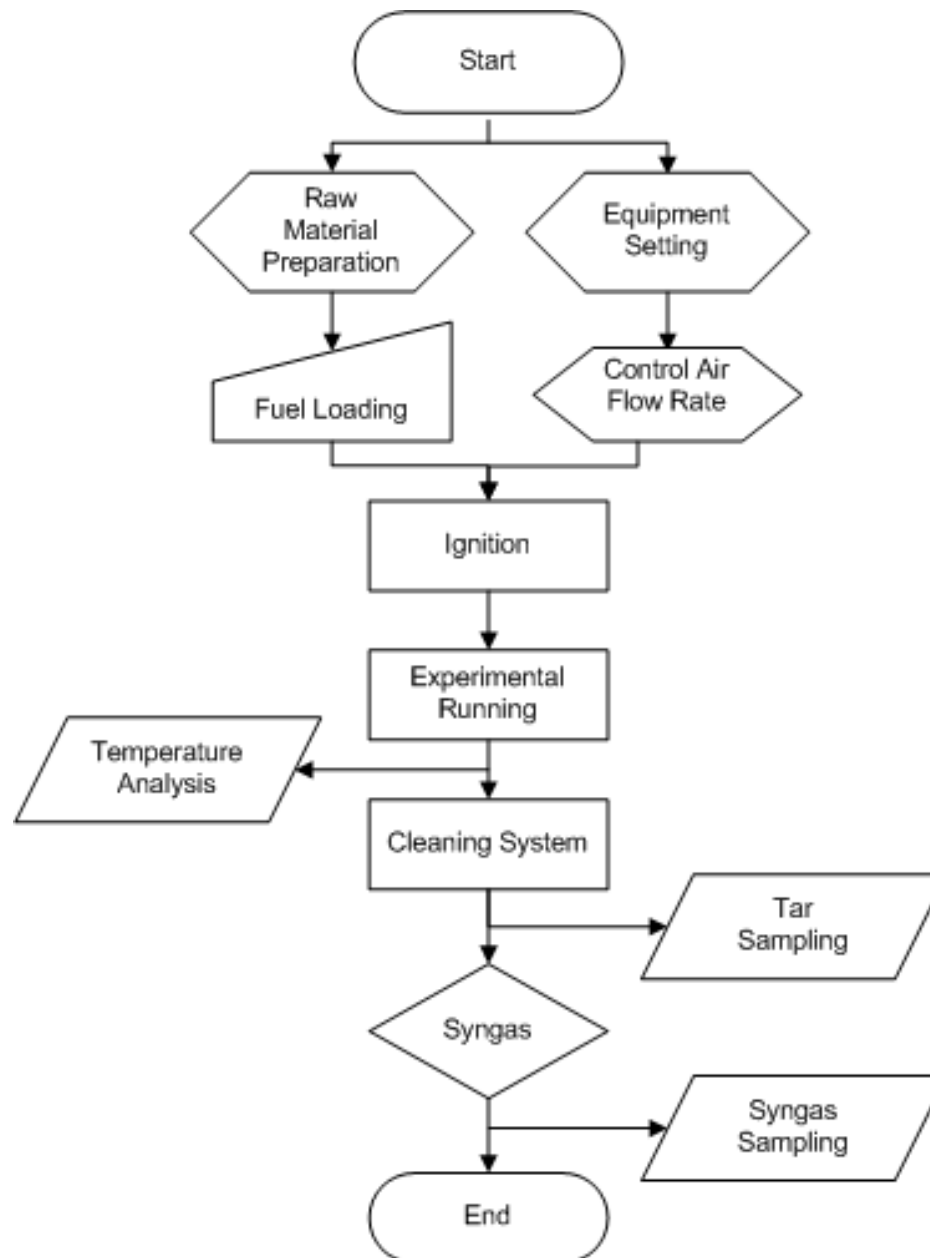 Start
Raw
Material
Preparation
Equipment
Setting
Fuel Loading
Control Air
Flow Rate
Ignition
Experimental
Running
Temperature
Analysis
Cleaning System
Tar
Sampling
Syngas
Syngas
Sampling
End